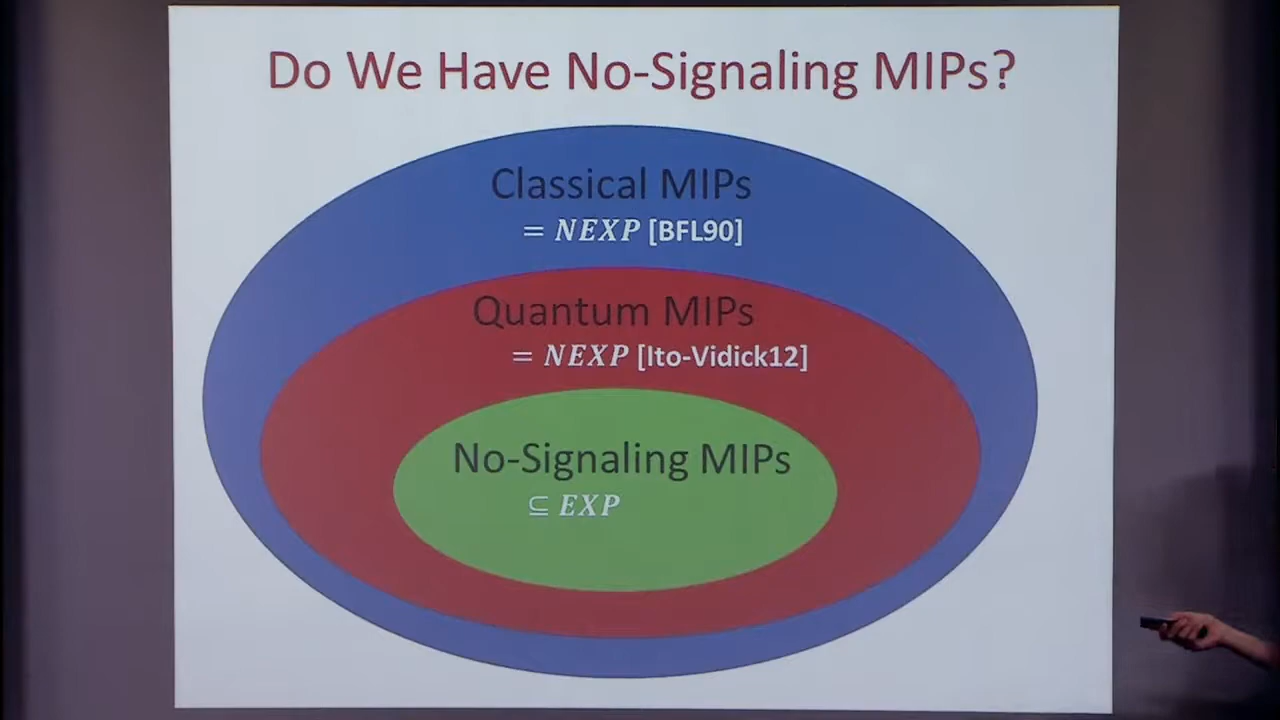 Do We Have No-Signaling MIPs?
Classical MIPs
= NEXP [BFL90]
Quantum MIPs
= NEXP [Ito-Vidick12]
No-Signaling MIPs
⊆ EXP